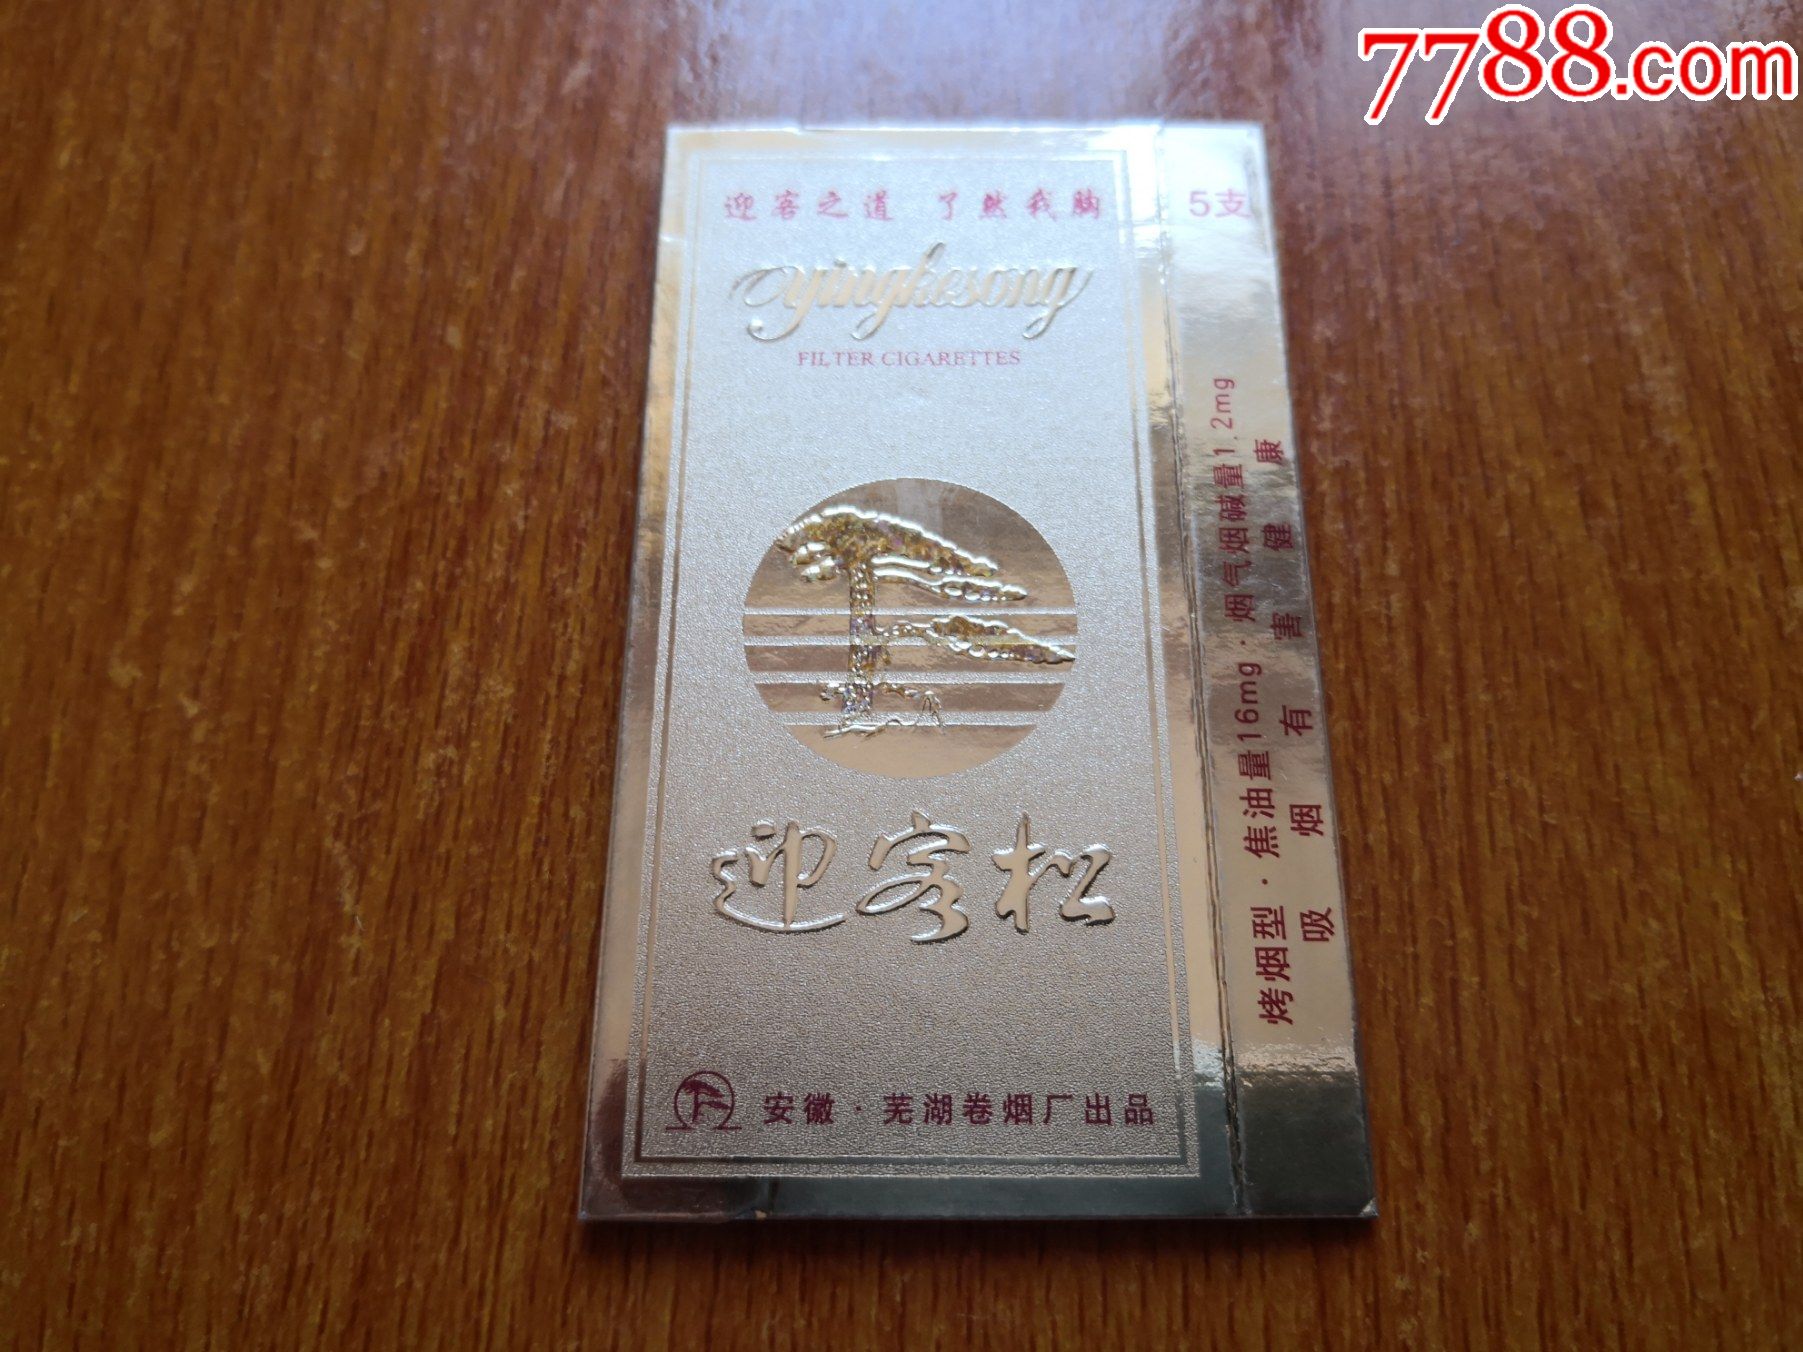 7788.com
迎客之道 了然我胸
5支
yingkesong
FILTER CIGARETTES
迎客松
安徽·芜湖卷烟厂出品
烤烟型·焦油量16mg·烟气烟碱量1.2mg
吸烟有害健康